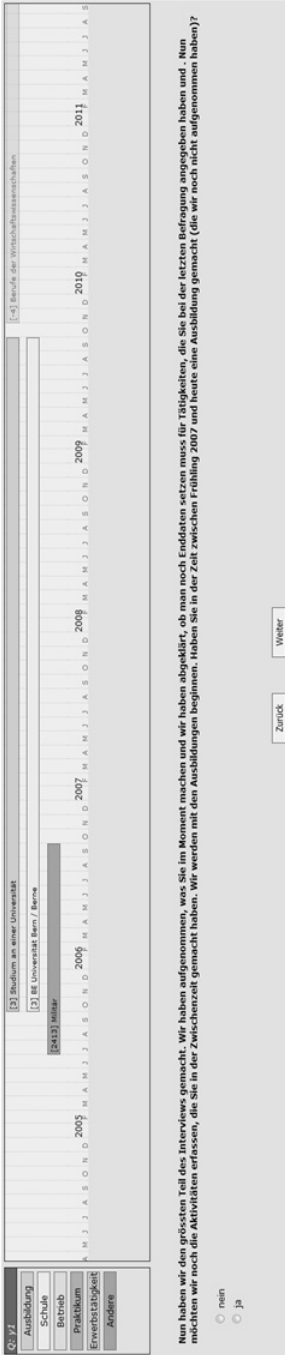 Q: y1
Ausbildung
Schule
Betrieb
Praktikum
Erwerbstätigkeit
Andere
[3] Studium an einer Universität
[-4] Berufe der Wirtschaftswissenschaften
[3] BE Universität Bern / Berne
[2413] Militär
A M J J A S O N D 2005 F M A M J J A S O N D 2006 F M A M J J A S O N D 2007 F M A M J J A S O N D 2008 F M A M J J A S O N D 2009 F M A M J J A S O N D 2010 F M A M J J A S O N D 2011 F M A M J J A S
Nun haben wir den grössten Teil des Interviews gemacht. Wir haben aufgenommen, was Sie im Moment machen und wir haben abgeklärt, ob man noch Enddaten setzen muss für Tätigkeiten, die Sie bei der letzten Befragung angegeben haben und . Nun
möchten wir noch die Aktivitäten erfassen, die Sie in der Zwischenzeit gemacht haben. Wir werden mit den Ausbildungen beginnen. Haben Sie in der Zeit zwischen Frühling 2007 und heute eine Ausbildung gemacht (die wir noch nicht aufgenommen haben)?
nein
ja
Zurück
Weiter